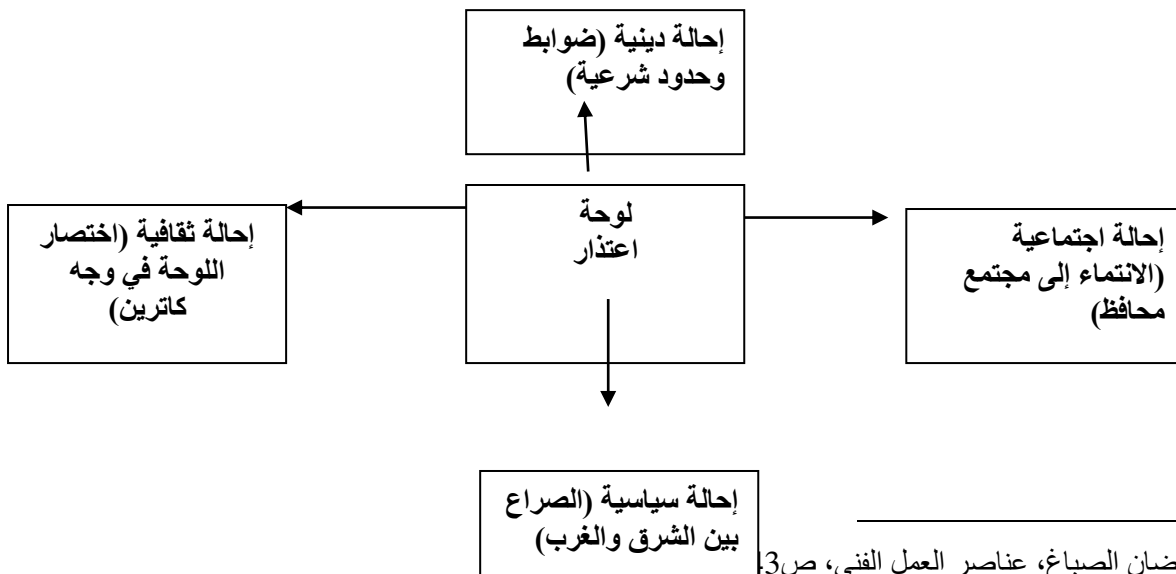 إحالة دينية (ضوابط
وحدود شرعية)
لوحة
اعتذار
إحالة اجتماعية
(الانتماء إلى مجتمع
محافظ)
إحالة ثقافية (اختصار
اللوحة في وجه
كاترين)
إحالة سياسية (الصراع
بين الشرق والغرب)
الصباغ، عناصر العمل الفني، ص